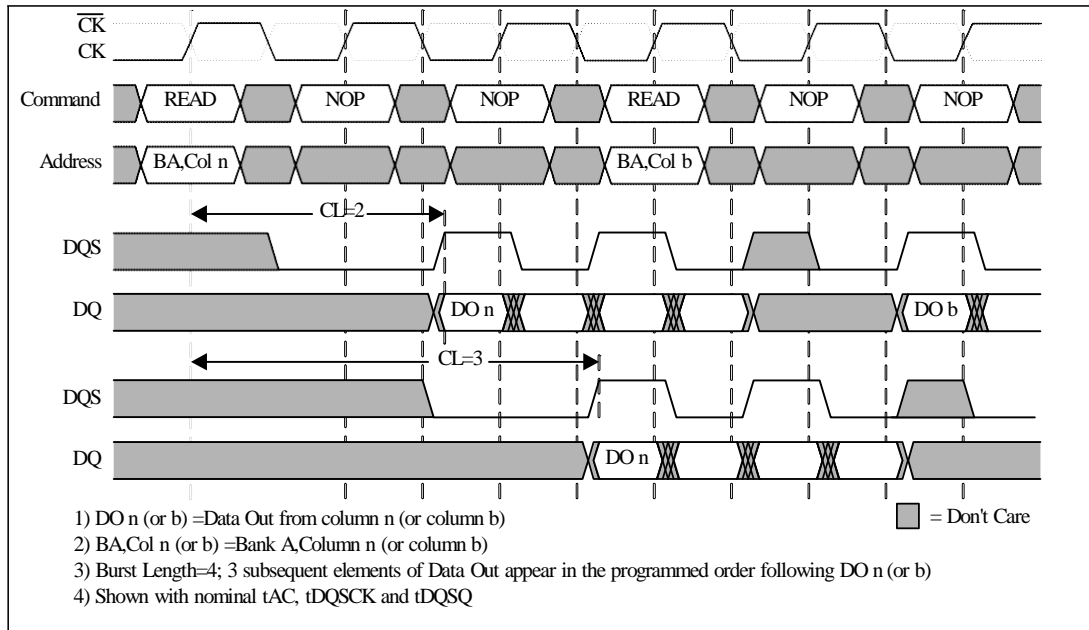 CK
CK
Command READ NOP NOP READ NOP NOP
Address BA,Col n BA,Col b
CL=2
DQS
DQ DO n DO b
CL=3
DQS
DQ DO n
1) DO n (or b) =Data Out from column n (or column b)
= Don't Care
2) BA,Col n (or b) =Bank A,Column n (or column b)
3) Burst Length=4; 3 subsequent elements of Data Out appear in the programmed order following DO n (or b)
4) Shown with nominal tAC, tDQSCK and tDQSQ